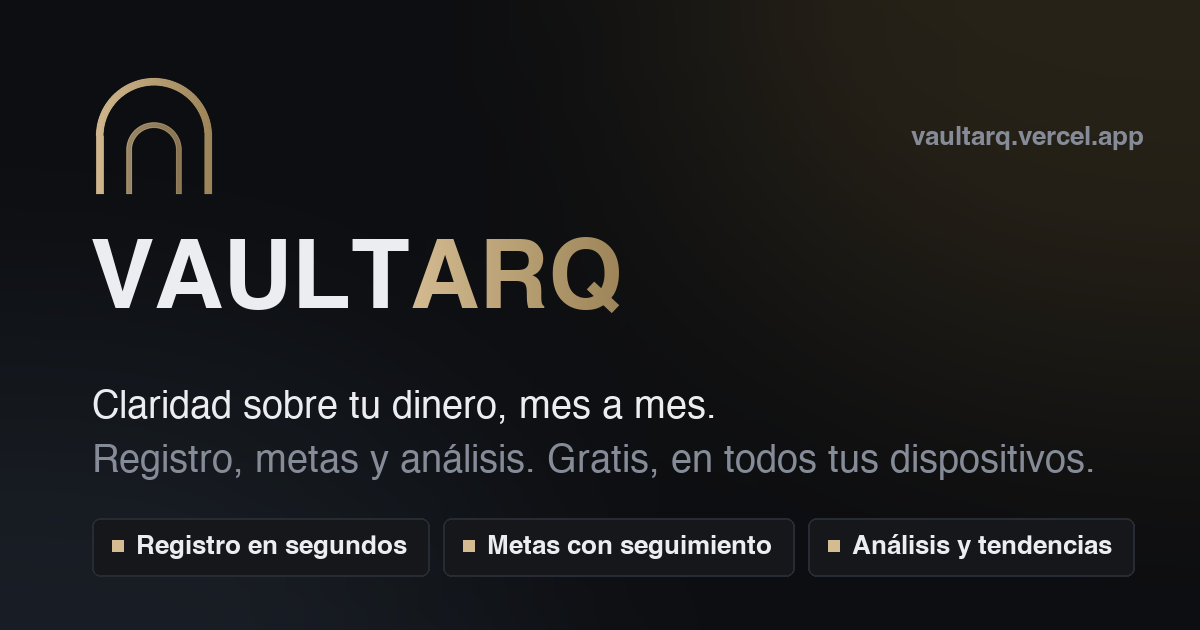 vaultarq.vercel.app
VAULTARQ
Claridad sobre tu dinero, mes a mes.
Registro, metas y análisis. Gratis, en todos tus dispositivos.
Registro en segundos
Metas con seguimiento
Análisis y tendencias